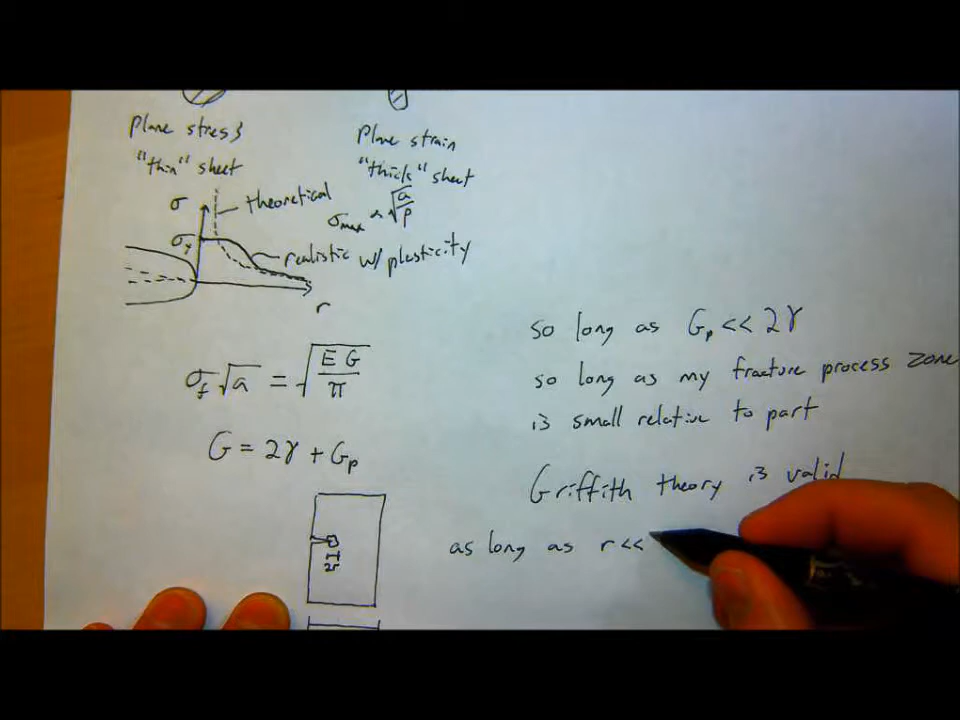 Plane stress
"thin" sheet
Plane strain
"thick" sheet
σ
theoretical
σmax ∝ √(a/ρ)
σy
realistic w/ plasticity
r
σf √a = √(E G / π)
G = 2γ + Gp
2r
so long as Gp << 2γ
so long as my fracture process zone
is small relative to part
Griffith theory is valid
as long as r <<